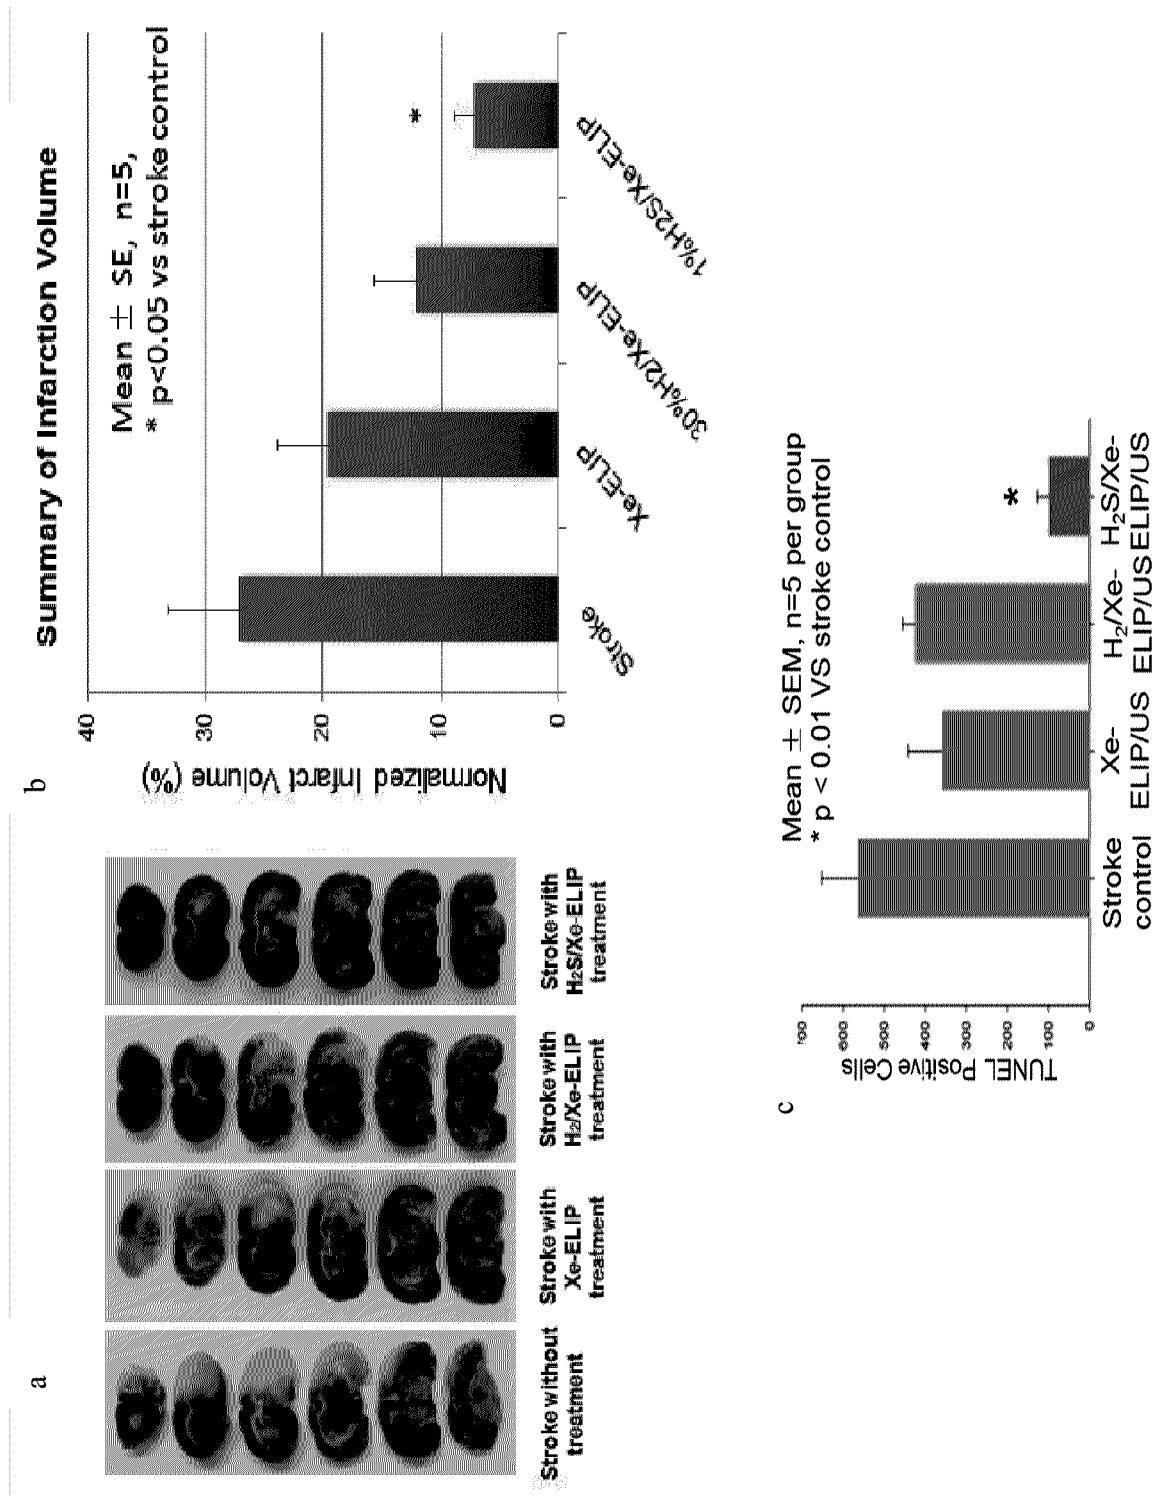 a
Stroke without
treatment
Stroke with
Xe-ELIP
treatment
Stroke with
H₂/Xe-ELIP
treatment
Stroke with
H₂S/Xe-ELIP
treatment
b
Summary of Infarction Volume
Mean ± SE, n=5,
* p<0.05 vs stroke control
Normalized Infarct Volume (%)
40
30
20
10
0
*
Stroke
Xe-ELIP
30%H2/Xe-ELIP
1%H2S/Xe-ELIP
c
Mean ± SEM, n=5 per group
* p < 0.01 VS stroke control
TUNEL Positive Cells
700
600
500
400
300
200
100
0
*
Stroke
control
Xe-
ELIP/US
H₂/Xe-
ELIP/US
H₂S/Xe-
ELIP/US